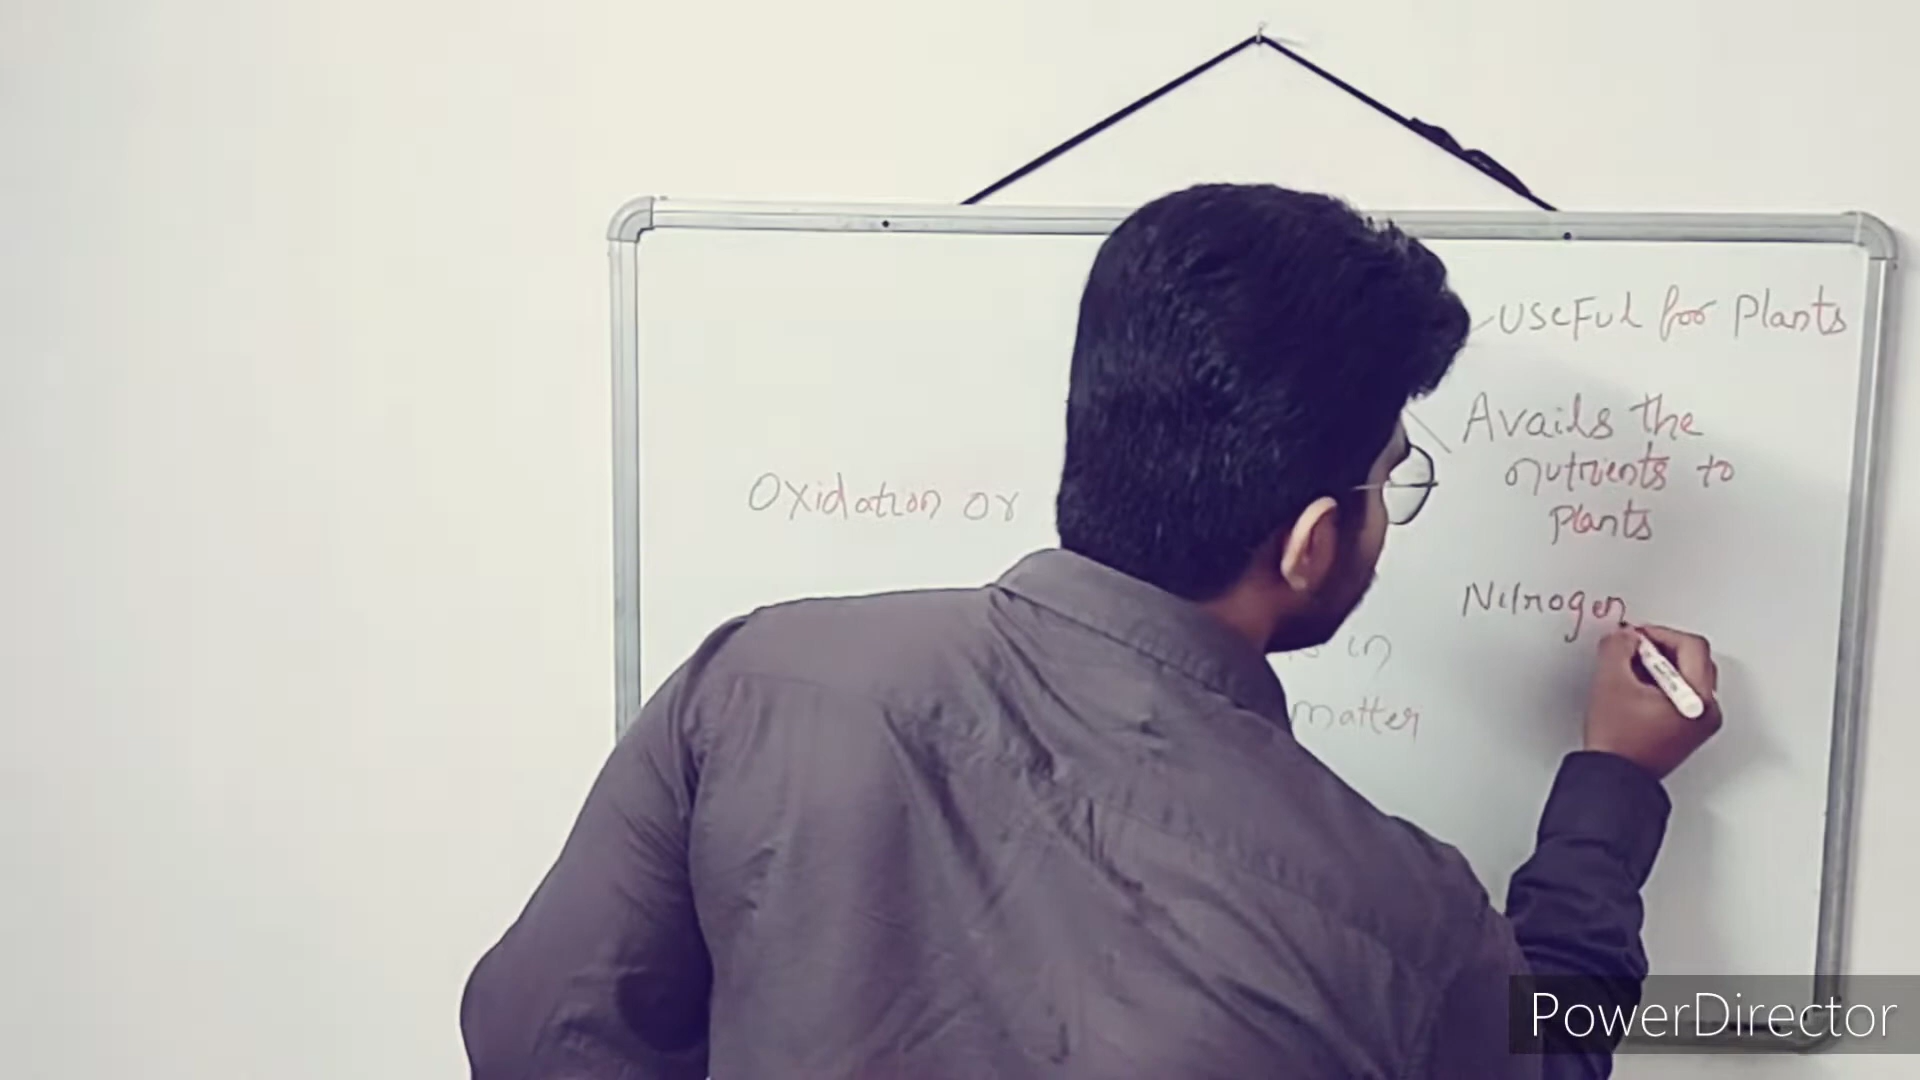 Useful for Plants
Avails the
nutrients to
Plants
Oxidation or
Nitrogen
in
matter
PowerDirector